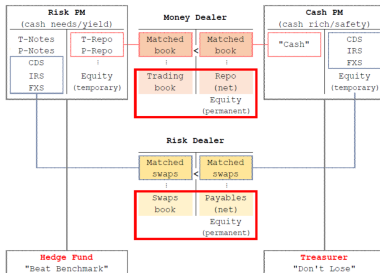 Risk PM
(cash needs/yield)
Money Dealer
Cash PM
(cash rich/safety)
T-Notes
P-Notes
CDS
IRS
FXS
T-Repo
P-Repo
Equity
(temporary)
Matched
book
<
Matched
book
Trading
book
Repo
(net)
Equity
(permanent)
"Cash"
CDS
IRS
FXS
Equity
(temporary)
Risk Dealer
Matched
swaps
<
Matched
swaps
Swaps
book
Payables
(net)
Equity
(permanent)
Hedge Fund
"Beat Benchmark"
Treasurer
"Don't Lose"